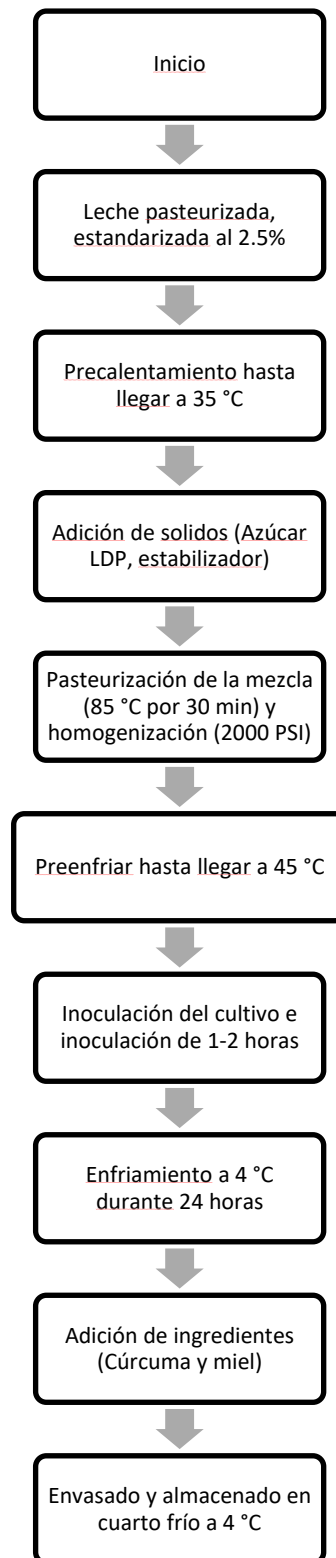 Inicio
Leche pasteurizada,
estandarizada al 2.5%
Precalentamiento hasta
llegar a 35 °C
Adición de solidos (Azúcar
LDP, estabilizador)
Pasteurización de la mezcla
(85 °C por 30 min) y
homogenización (2000 PSI)
Preenfriar hasta llegar a 45 °C
Inoculación del cultivo e
inoculación de 1-2 horas
Enfriamiento a 4 °C
durante 24 horas
Adición de ingredientes
(Cúrcuma y miel)
Envasado y almacenado en
cuarto frío a 4 °C